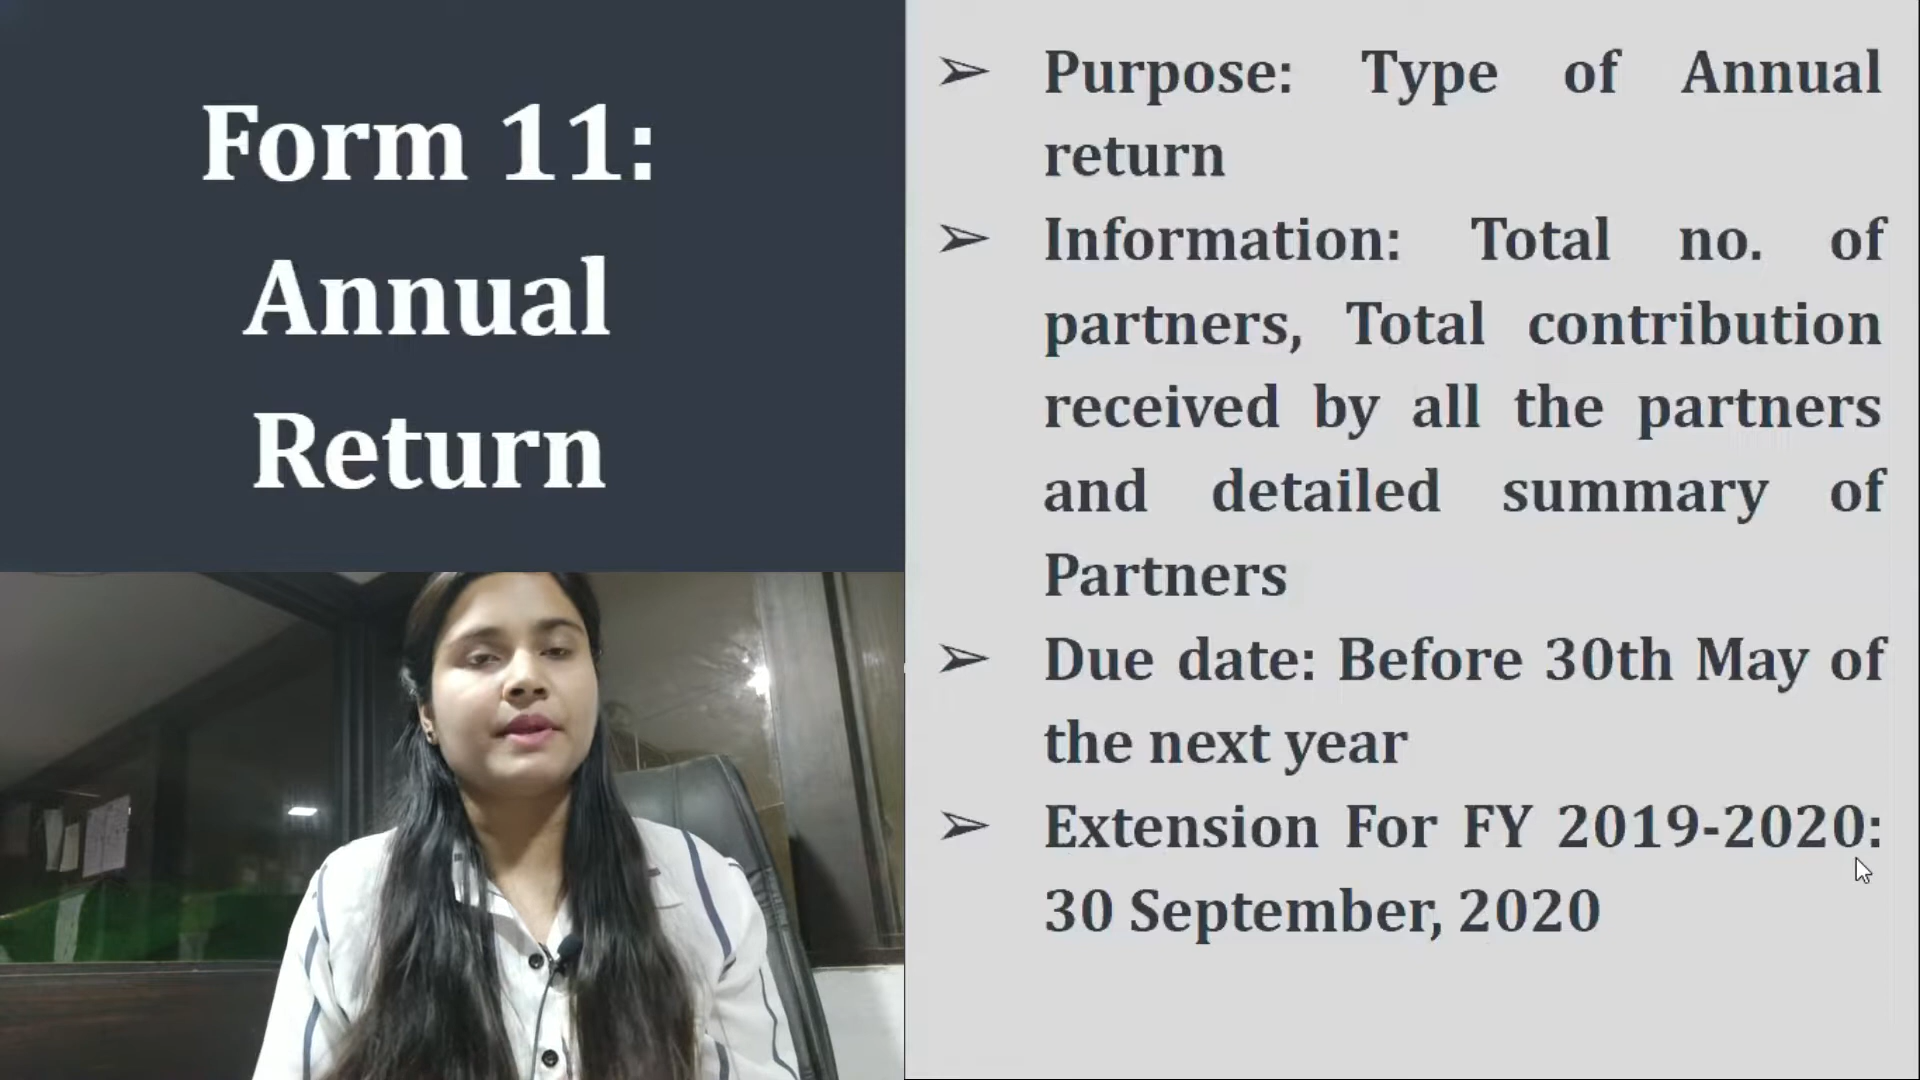 Form 11:
Annual
Return
➢ Purpose: Type of Annual
return
➢ Information: Total no. of
partners, Total contribution
received by all the partners
and detailed summary of
Partners
➢ Due date: Before 30th May of
the next year
➢ Extension For FY 2019-2020:
30 September, 2020